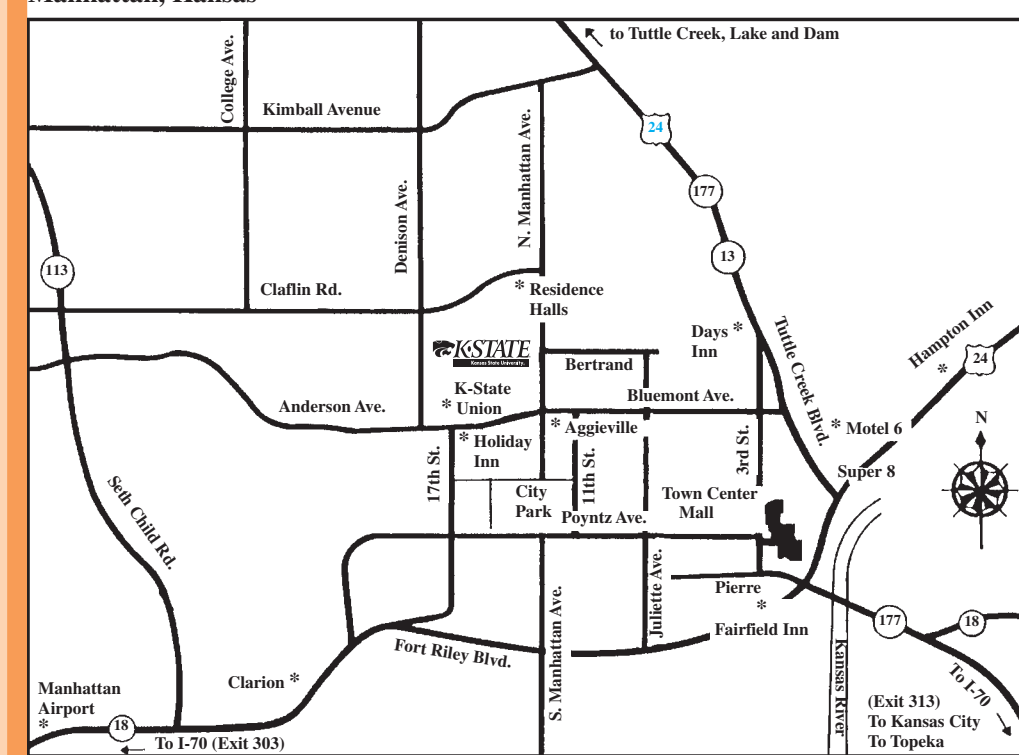 Manhattan, Kansas
to Tuttle Creek, Lake and Dam
College Ave.
Kimball Avenue
24
N. Manhattan Ave.
177
Denison Ave.
13
113
Claflin Rd.
* Residence
Halls
Days *
Inn
Tuttle Creek Blvd.
Hampton Inn
*
24
K-STATE
Kansas State University
Bertrand
K-State
* Union
Bluemont Ave.
Anderson Ave.
* Aggieville
* Motel 6
N
* Holiday
Inn
17th St.
11th St.
3rd St.
Super 8
City
Park
Town Center
Mall
Poyntz Ave.
Seth Child Rd.
Pierre
*
Juliette Ave.
S. Manhattan Ave.
Fairfield Inn
177
18
Fort Riley Blvd.
Kansas River
To I-70
Clarion *
Manhattan
Airport
*
18
To I-70 (Exit 303)
(Exit 313)
To Kansas City
To Topeka